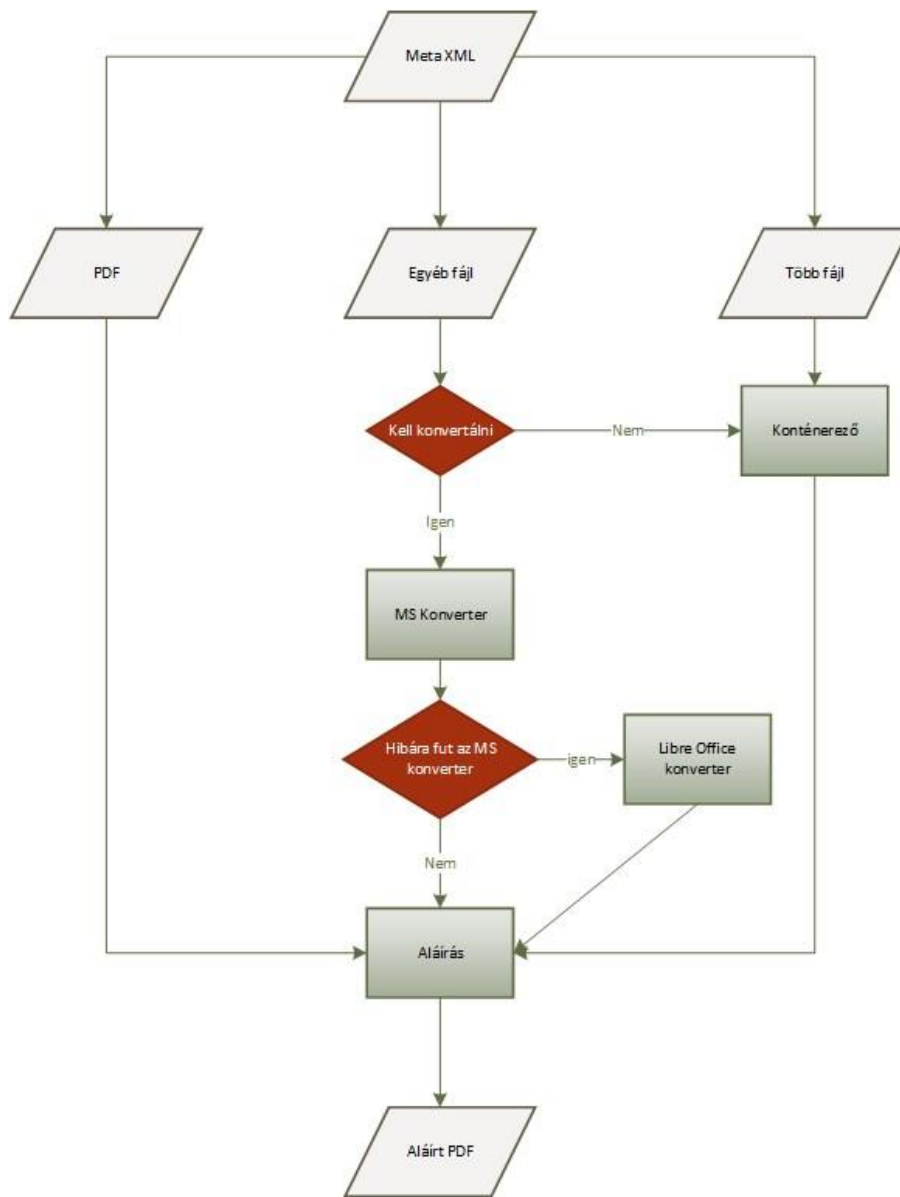 Meta XML
PDF
Egyéb fájl
Több fájl
Kell konvertálni
Nem
Konténerező
Igen
MS Konverter
Hibára fut az MS
konverter
igen
Libre Office
konverter
Nem
Aláírás
Aláírt PDF